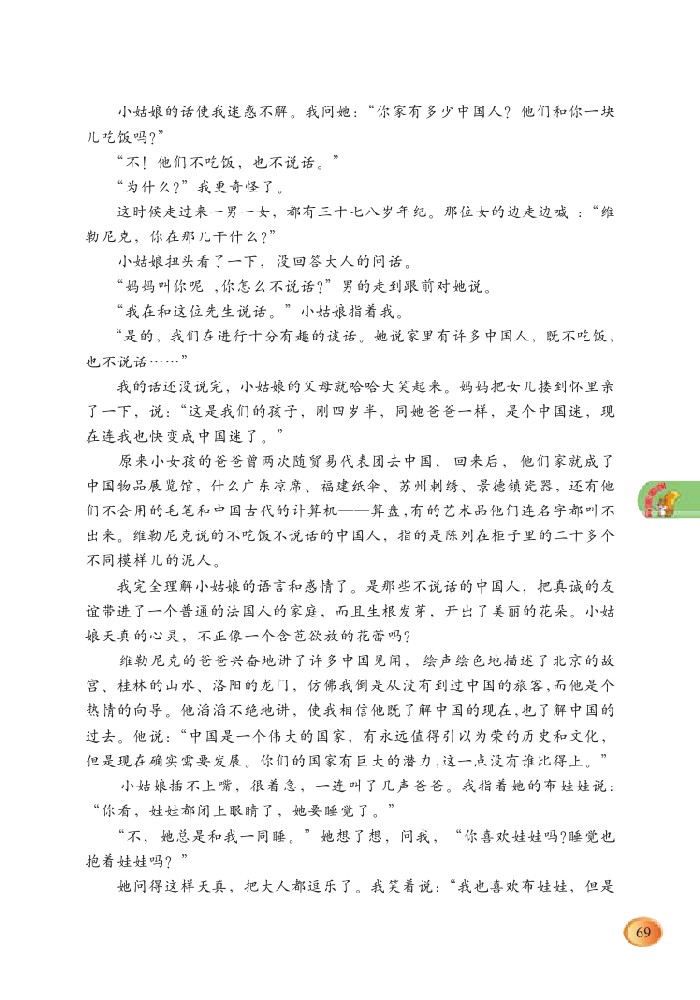 小姑娘的话使我迷惑不解。我问她：“你家有多少中国人？他们和你一块
儿吃饭吗？”
“不！他们不吃饭，也不说话。”
“为什么？”我更奇怪了。
这时候走过来一男一女，都有三十七八岁年纪。那位女的边走边喊：“维
勒尼克，你在那儿干什么？”
小姑娘扭头看了一下，没回答大人的问话。
“妈妈叫你呢，你怎么不说话？”男的走到跟前对她说。
“我在和这位先生说话。”小姑娘指着我。
“是的，我们在进行十分有趣的谈话。她说家里有许多中国人，既不吃饭，
也不说话……”
我的话还没说完，小姑娘的父母就哈哈大笑起来。妈妈把女儿搂到怀里亲
了一下，说：“这是我们的孩子，刚四岁半，同她爸爸一样，是个中国迷，现
在连我也快变成中国迷了。”
原来小女孩的爸爸曾两次随贸易代表团去中国，回来后，他们家就成了
中国物品展览馆，什么广东凉席、福建纸伞、苏州刺绣、景德镇瓷器，还有他
们不会用的毛笔和中国古代的计算机——算盘，有的艺术品他们连名字都叫不
出来。维勒尼克说的不吃饭不说话的中国人，指的是陈列在柜子里的二十多个
不同模样儿的泥人。
我完全理解小姑娘的语言和感情了。是那些不说话的中国人，把真诚的友
谊带进了一个普通的法国人的家庭，而且生根发芽、开出了美丽的花朵。小姑
娘天真的心灵，不正像一个含苞欲放的花蕾吗？
维勒尼克的爸爸兴奋地讲了许多中国见闻，绘声绘色地描述了北京的故
宫、桂林的山水、洛阳的龙门，仿佛我倒是从没有到过中国的旅客，而他是个
热情的向导。他滔滔不绝地讲，使我相信他既了解中国的现在，也了解中国的
过去。他说：“中国是一个伟大的国家，有永远值得引以为荣的历史和文化，
但是现在确实需要发展。你们的国家有巨大的潜力，这一点没有谁比得上。”
小姑娘插不上嘴，很着急，一连叫了几声爸爸。我指着她的布娃娃说：
“你看，娃娃都闭上眼睛了，她要睡觉了。”
“不，她总是和我一同睡。”她想了想，问我，“你喜欢娃娃吗？睡觉也
抱着娃娃吗？”
她问得这样天真，把大人都逗乐了。我笑着说：“我也喜欢布娃娃，但是
69